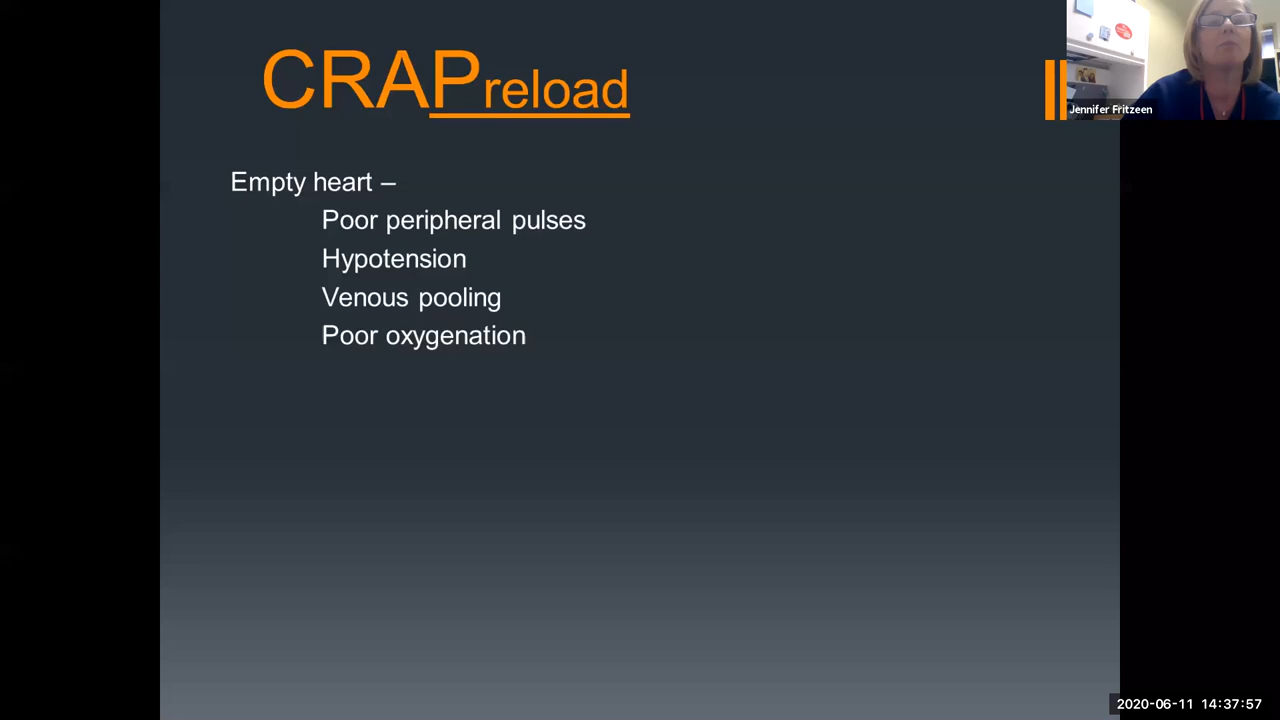 CRAPreload
Jennifer Fritzeen
Empty heart –
Poor peripheral pulses
Hypotension
Venous pooling
Poor oxygenation
2020-06-11 14:37:57